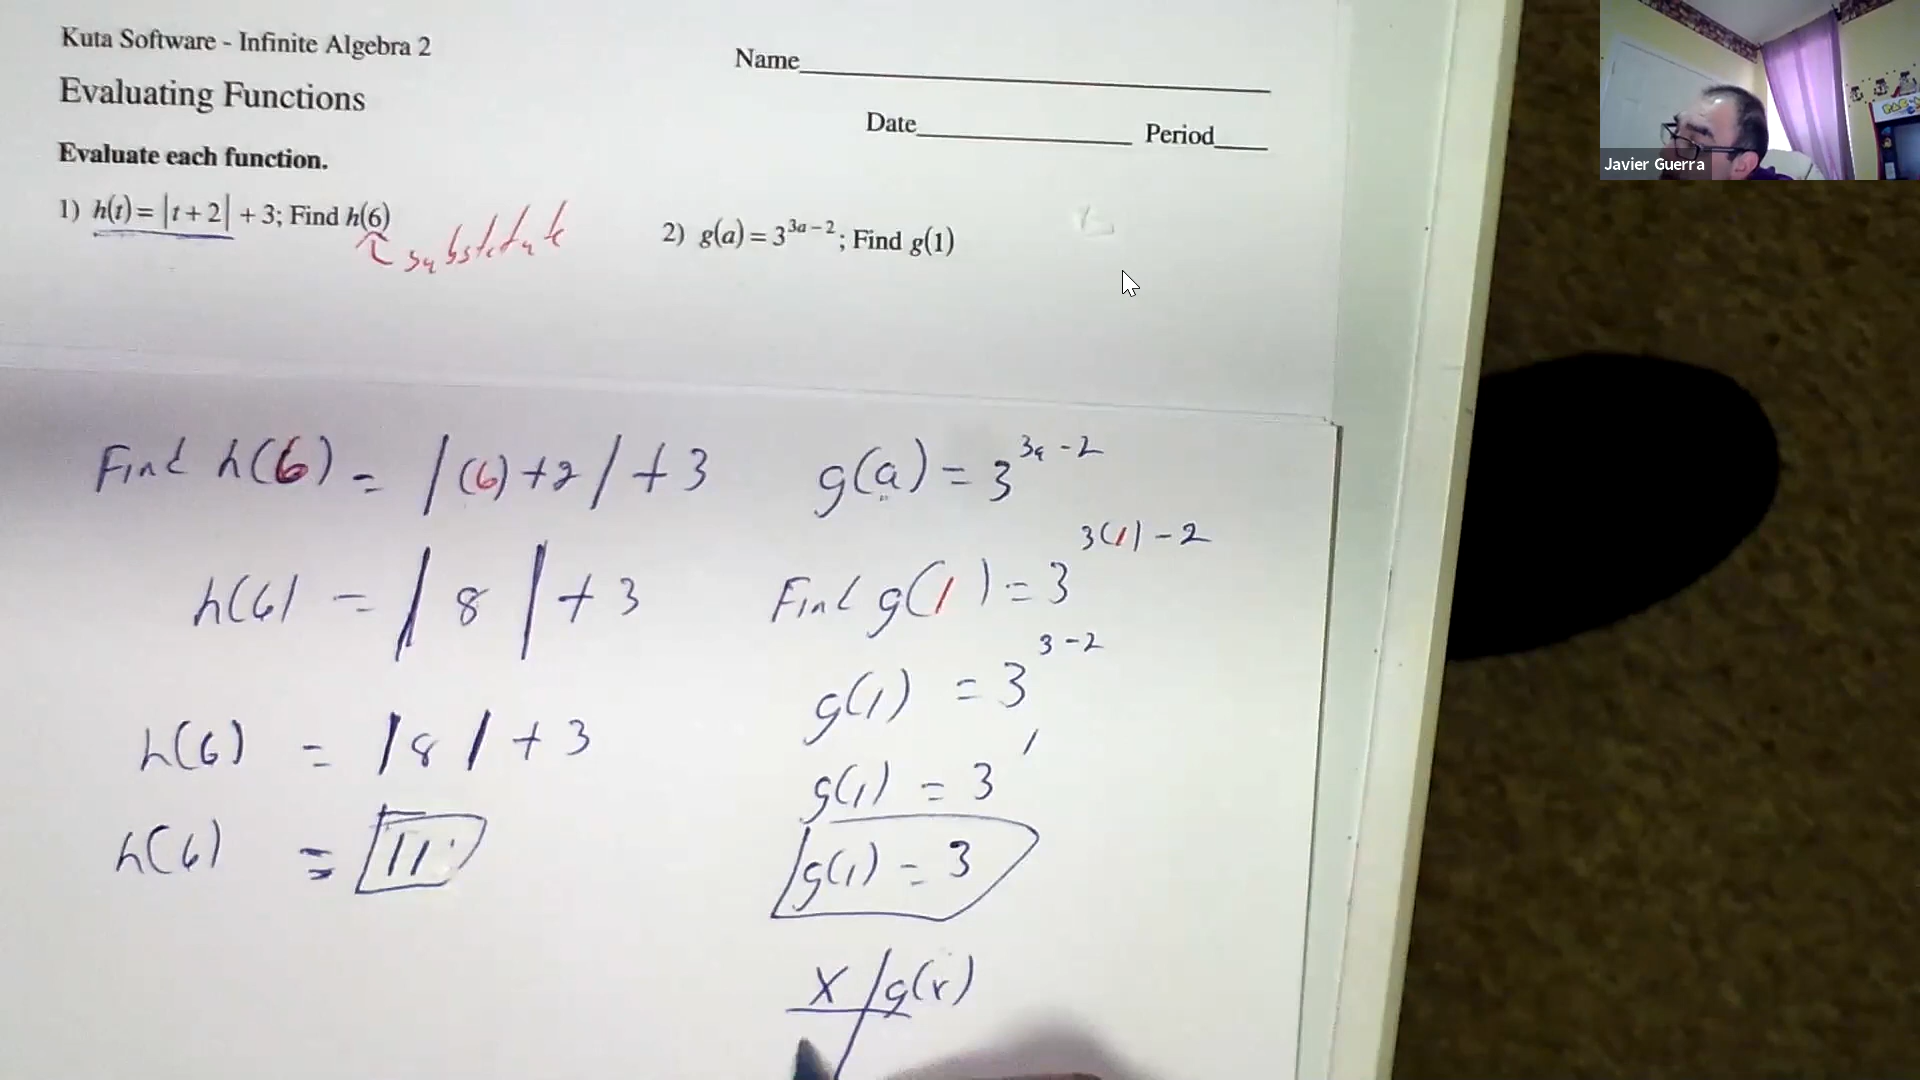 Kuta Software - Infinite Algebra 2
Name
Evaluating Functions
Date Period
Evaluate each function.
1) h(t) = |t + 2| + 3; Find h(6)
substitute
2) g(a) = 3^{3a - 2}; Find g(1)
Find h(6) = |(6)+2| + 3
h(6) = |8| + 3
h(6) = |8| + 3
h(6) = 11
g(a) = 3^{3a - 2}
Find g(1) = 3^{3(1) - 2}
g(1) = 3^{3 - 2}
g(1) = 3^{1}
g(1) = 3
x | g(x)
Javier Guerra